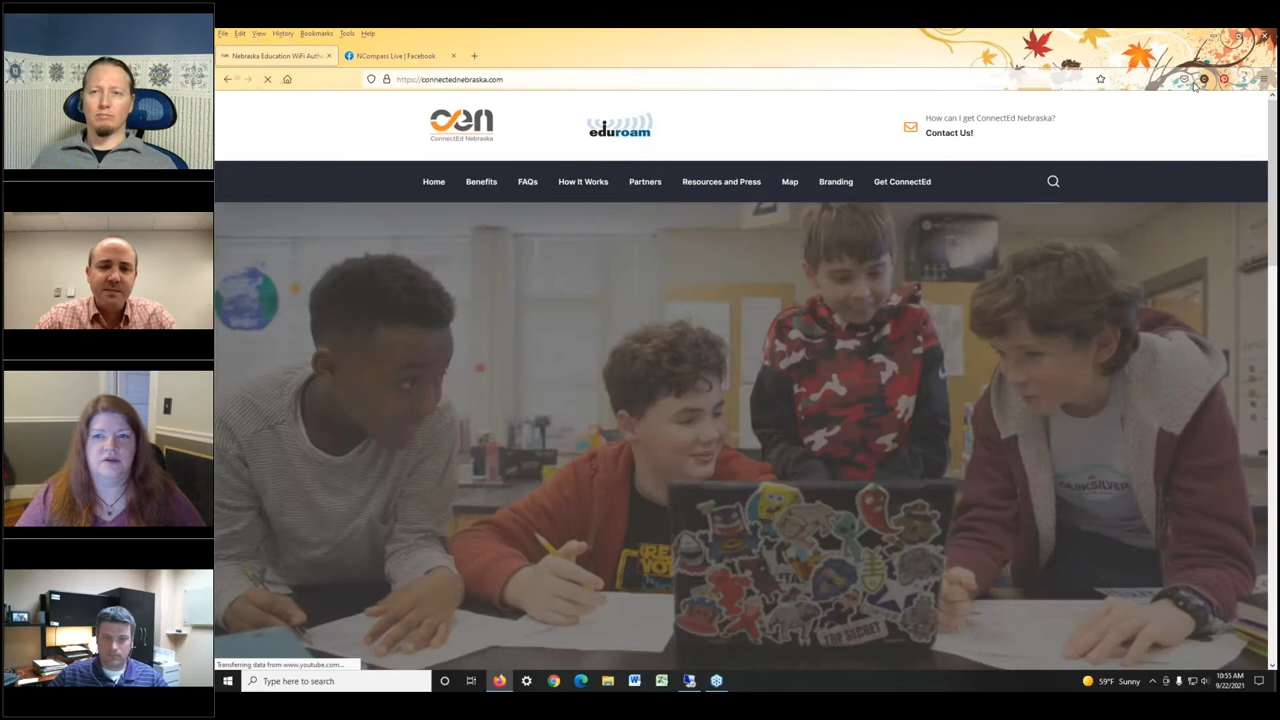 File Edit View History Bookmarks Tools Help
Nebraska Education WiFi Auth
NCompass Live | Facebook
https://connectednebraska.com
cen
ConnectEd Nebraska
eduroam
How can I get ConnectEd Nebraska?
Contact Us!
Home Benefits FAQs How It Works Partners Resources and Press Map Branding Get ConnectEd
QUIKSILVER
TOP SECRET
Transferring data from www.youtube.com...
Type here to search
59°F Sunny
10:55 AM
9/22/2021